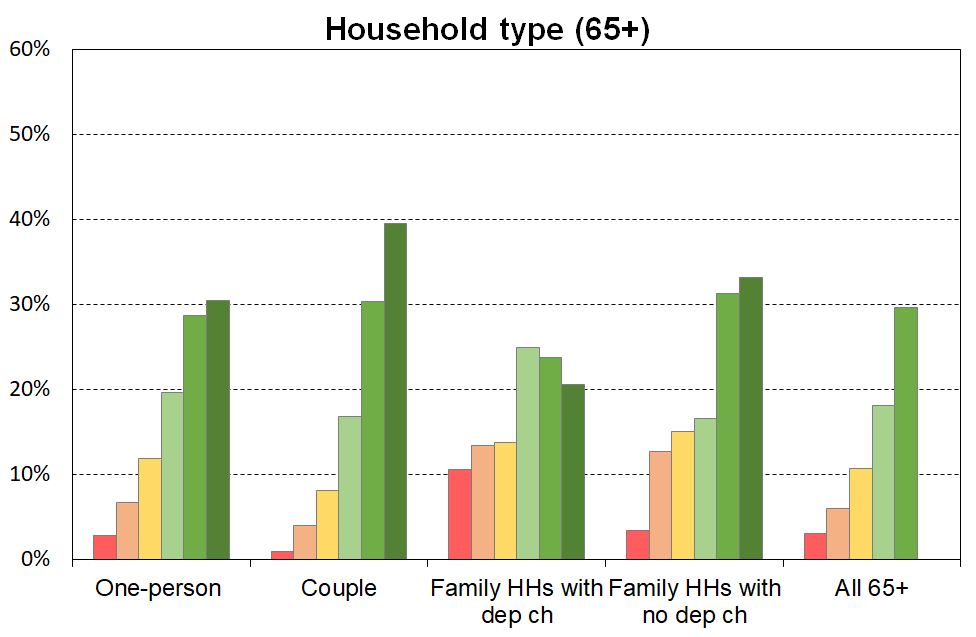 Household type (65+)
60%
50%
40%
30%
20%
10%
0%
One-person
Couple
Family HHs with
dep ch
Family HHs with
no dep ch
All 65+